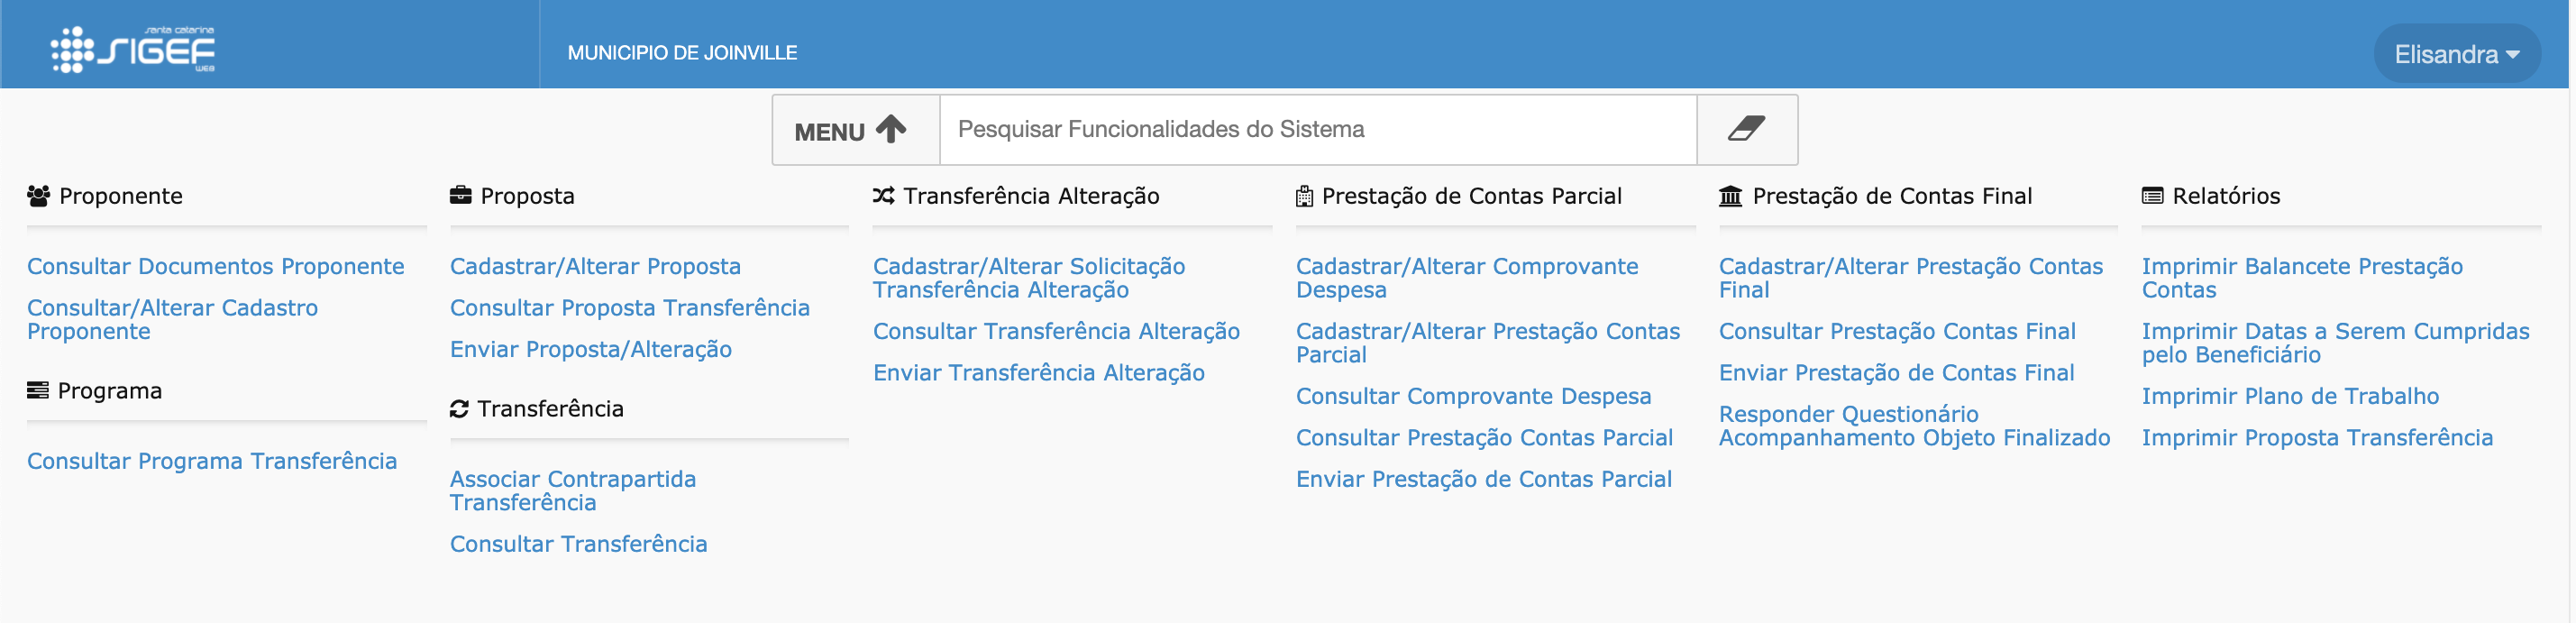 santa catarina
SIGEF
WEB
MUNICIPIO DE JOINVILLE
Elisandra
MENU
Pesquisar Funcionalidades do Sistema
Proponente
Consultar Documentos Proponente
Consultar/Alterar Cadastro
Proponente
Programa
Consultar Programa Transferência
Proposta
Cadastrar/Alterar Proposta
Consultar Proposta Transferência
Enviar Proposta/Alteração
Transferência
Associar Contrapartida
Transferência
Consultar Transferência
Transferência Alteração
Cadastrar/Alterar Solicitação
Transferência Alteração
Consultar Transferência Alteração
Enviar Transferência Alteração
Prestação de Contas Parcial
Cadastrar/Alterar Comprovante
Despesa
Cadastrar/Alterar Prestação Contas
Parcial
Consultar Comprovante Despesa
Consultar Prestação Contas Parcial
Enviar Prestação de Contas Parcial
Prestação de Contas Final
Cadastrar/Alterar Prestação Contas
Final
Consultar Prestação Contas Final
Enviar Prestação de Contas Final
Responder Questionário
Acompanhamento Objeto Finalizado
Relatórios
Imprimir Balancete Prestação
Contas
Imprimir Datas a Serem Cumpridas
pelo Beneficiário
Imprimir Plano de Trabalho
Imprimir Proposta Transferência